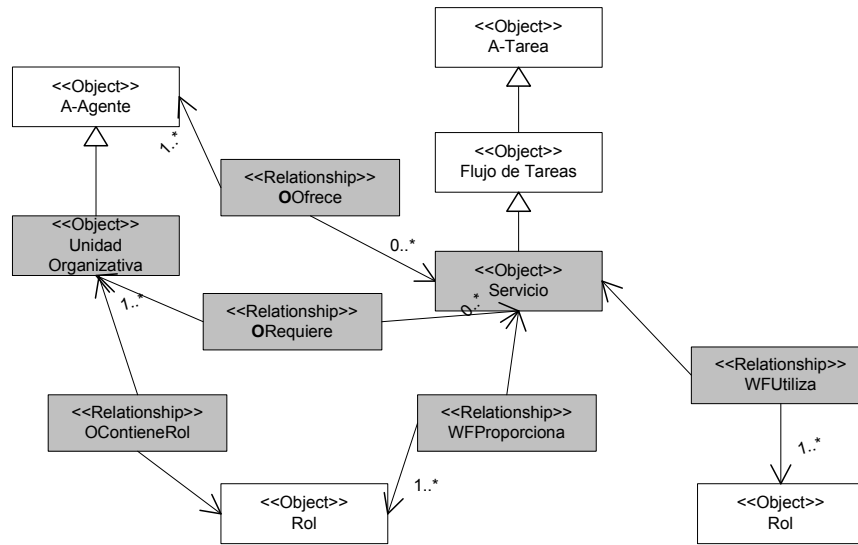 <<Object>>
A-Tarea
<<Object>>
A-Agente
1..*
<<Object>>
Flujo de Tareas
<<Relationship>>
OOfrece
<<Object>>
Unidad
Organizativa
0..*
<<Object>>
Servicio
1..*
<<Relationship>>
ORequiere
0..*
<<Relationship>>
WFUtiliza
<<Relationship>>
OContieneRol
<<Relationship>>
WFProporciona
1..*
1..*
<<Object>>
Rol
<<Object>>
Rol